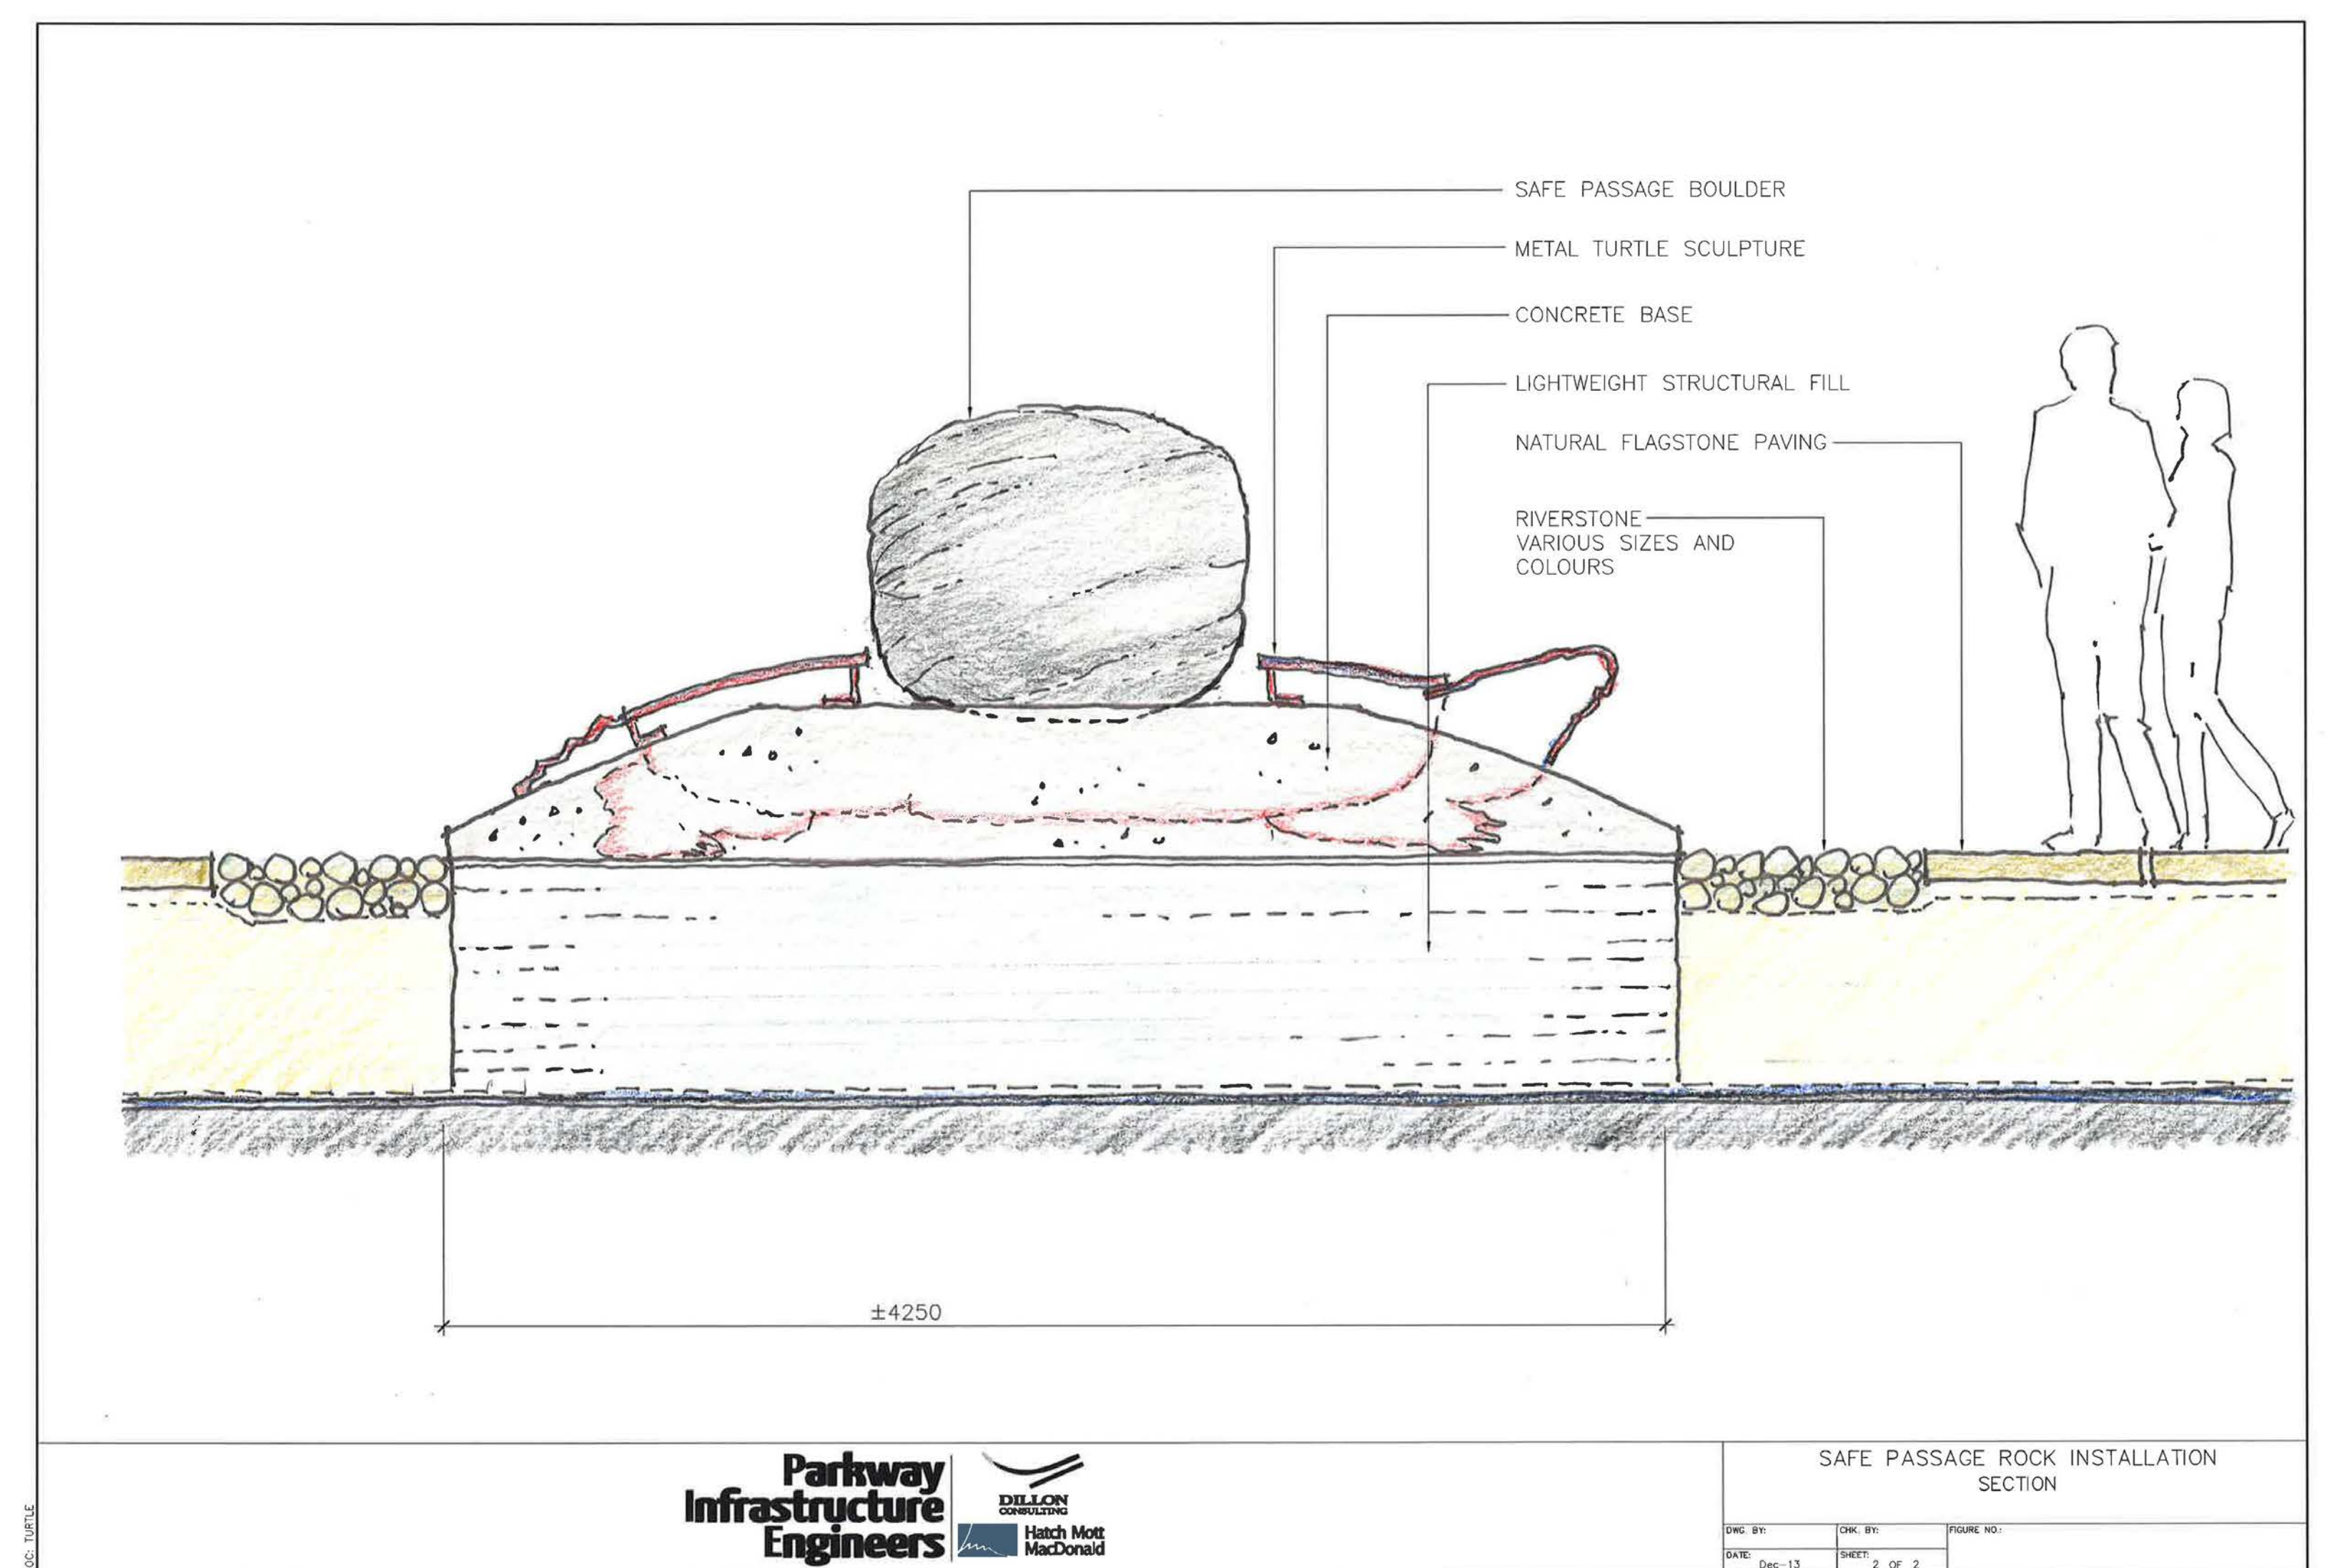 SAFE PASSAGE BOULDER
METAL TURTLE SCULPTURE
CONCRETE BASE
LIGHTWEIGHT STRUCTURAL FILL
NATURAL FLAGSTONE PAVING
RIVERSTONE
VARIOUS SIZES AND
COLOURS
±4250
Parkway
Infrastructure
Engineers
DILLON
CONSULTING
Hatch Mott
MacDonald
SAFE PASSAGE ROCK INSTALLATION
SECTION
DWG. BY:
CHK. BY:
FIGURE NO.:
DATE:
Dec-13
SHEET:
2 OF 2
OC: TURTLE